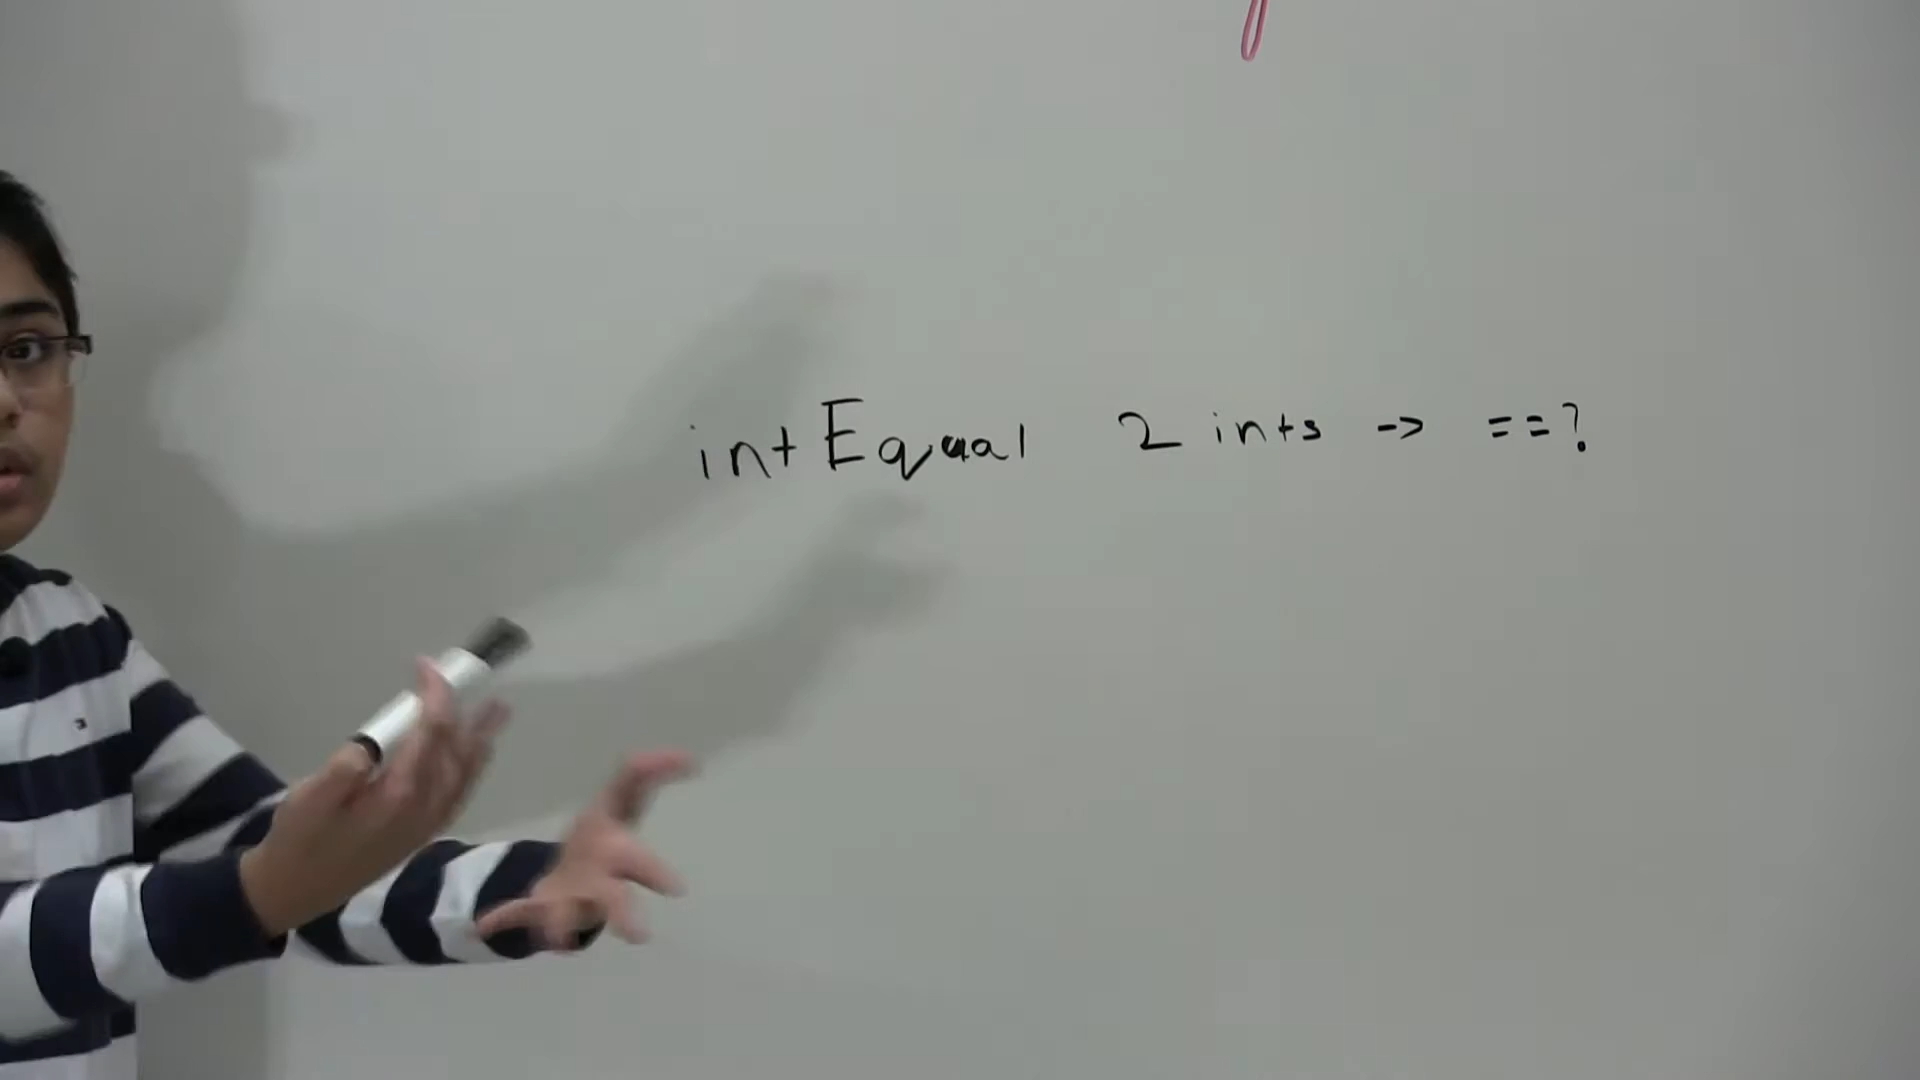 intEqual 2 ints -> ==?